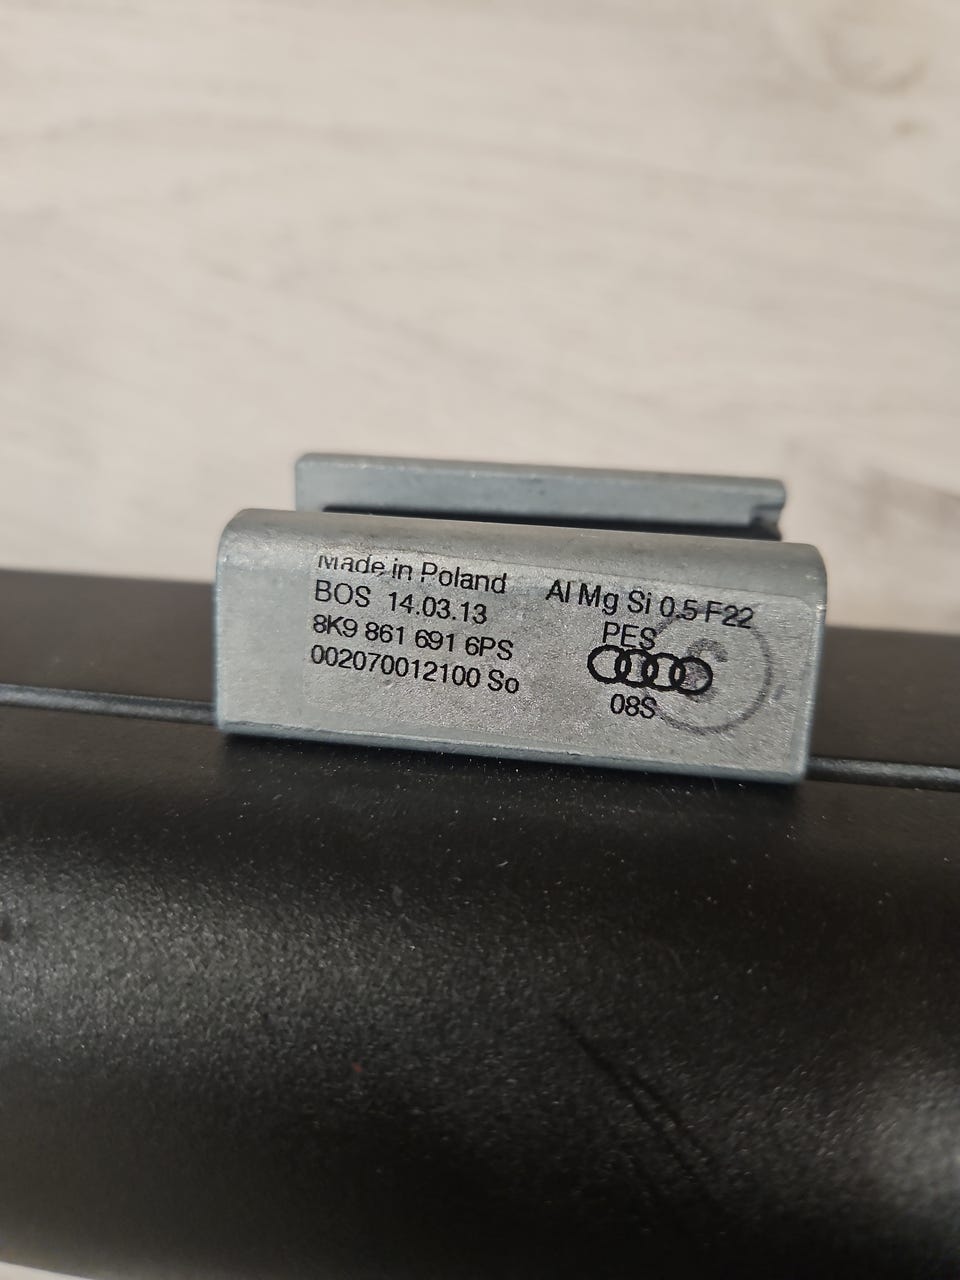 Made in Poland
BOS 14.03.13
8K9 861 691 6PS
002070012100 So
Al Mg Si 0.5 F22
PES
08S
S